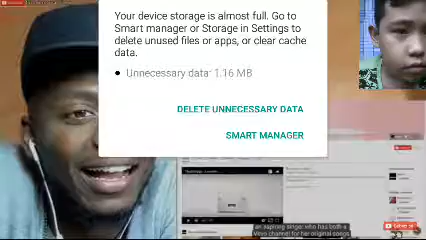 Your device storage is almost full. Go to
Smart manager or Storage in Settings to
delete unused files or apps, or clear cache
data.
• Unnecessary data: 1.16 MB
DELETE UNNECESSARY DATA
SMART MANAGER
an aspiring singer who has both a
Vevo channel for her original songs